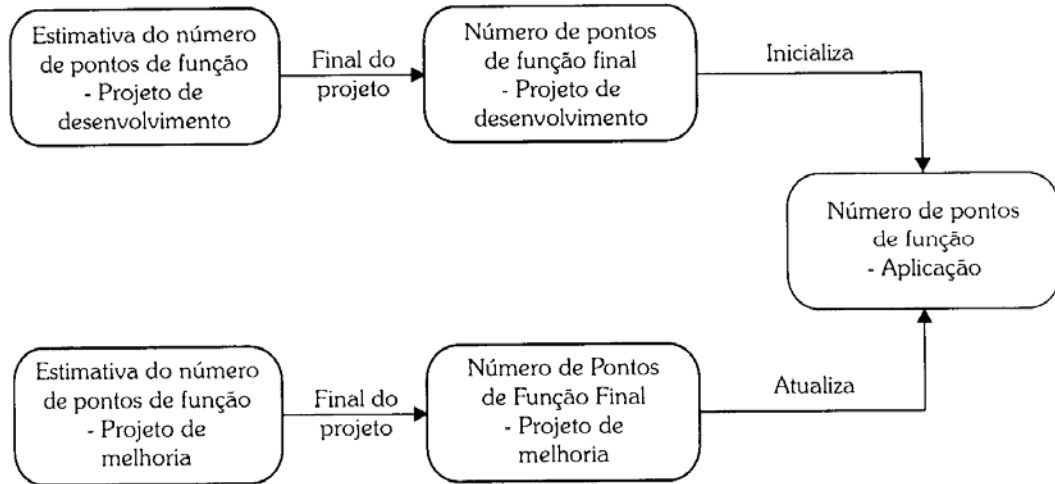 Estimativa do número
de pontos de função
- Projeto de
desenvolvimento
Final do
projeto
Número de pontos
de função final
- Projeto de
desenvolvimento
Inicializa
Número de pontos
de função
- Aplicação
Estimativa do número
de pontos de função
- Projeto de
melhoria
Final do
projeto
Número de Pontos
de Função Final
- Projeto de
melhoria
Atualiza